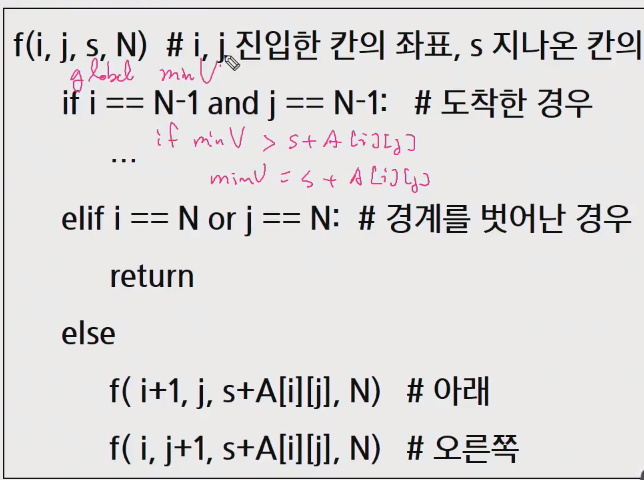 f(i, j, s, N) # i, j 진입한 칸의 좌표, s 지나온 칸의
global minV
if i == N-1 and j == N-1: # 도착한 경우
if minV > s + A[i][j]
...
minV = s + A[i][j]
elif i == N or j == N: # 경계를 벗어난 경우
return
else
f( i+1, j, s+A[i][j], N) # 아래
f( i, j+1, s+A[i][j], N) # 오른쪽